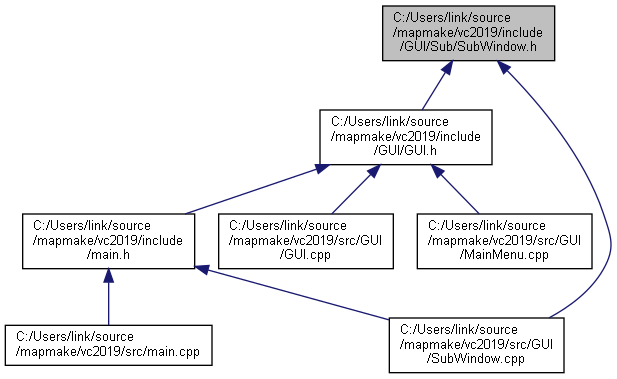 C:/Users/link/source
/mapmake/vc2019/include
/GUI/Sub/SubWindow.h
C:/Users/link/source
/mapmake/vc2019/include
/GUI/GUI.h
C:/Users/link/source
/mapmake/vc2019/include
/main.h
C:/Users/link/source
/mapmake/vc2019/src/GUI
/GUI.cpp
C:/Users/link/source
/mapmake/vc2019/src/GUI
/MainMenu.cpp
C:/Users/link/source
/mapmake/vc2019/src/main.cpp
C:/Users/link/source
/mapmake/vc2019/src/GUI
/SubWindow.cpp